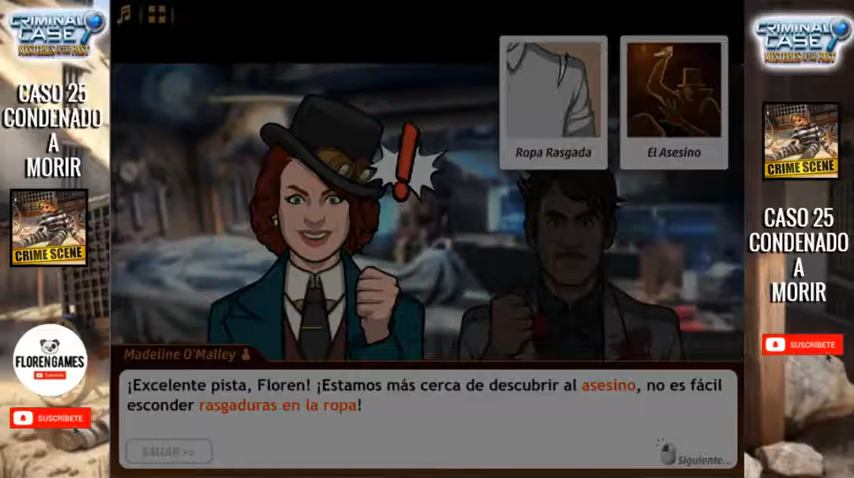 CRIMINAL
CASE
MYSTERIES OF THE PAST
CASO 25
CONDENADO
A
MORIR
CRIME SCENE
FLORENGAMES
SUSCRÍBETE
Ropa Rasgada
El Asesino
Madeline O'Malley
¡Excelente pista, Floren! ¡Estamos más cerca de descubrir al asesino, no es fácil
esconder rasgaduras en la ropa!
SALTAR >>
Siguiente...
CRIMINAL
CASE
MYSTERIES OF THE PAST
CRIME SCENE
CASO 25
CONDENADO
A
MORIR
SUSCRÍBETE